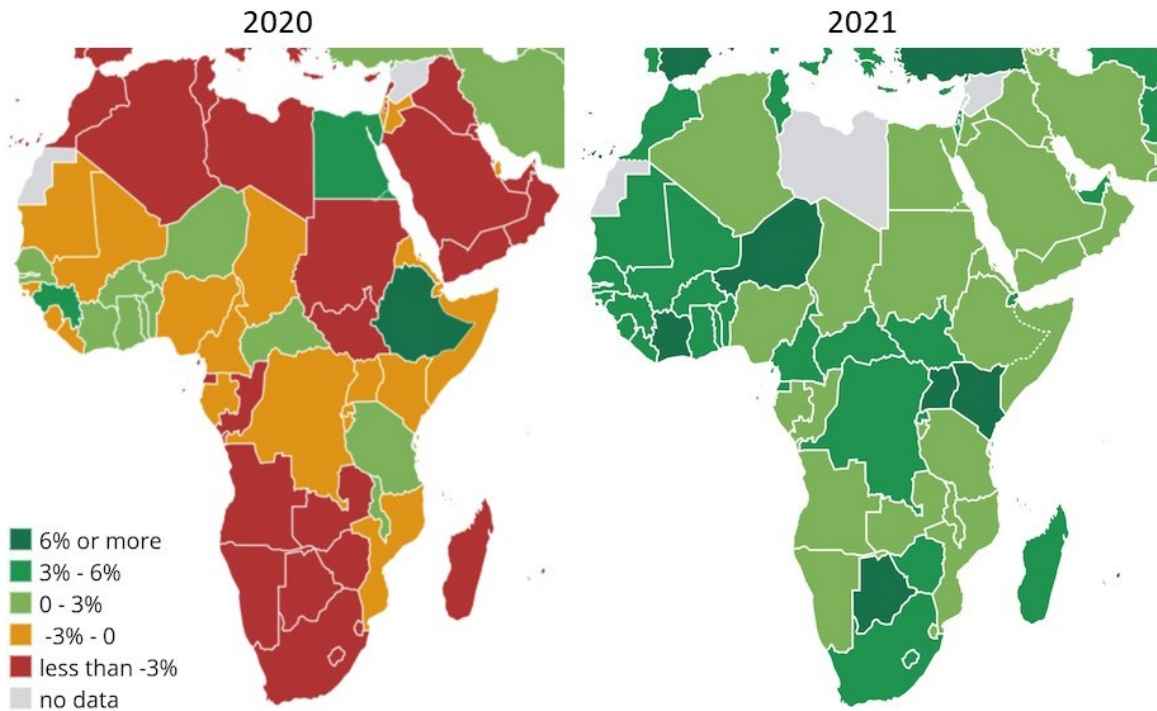 2020
2021
6% or more
3% - 6%
0 - 3%
-3% - 0
less than -3%
no data